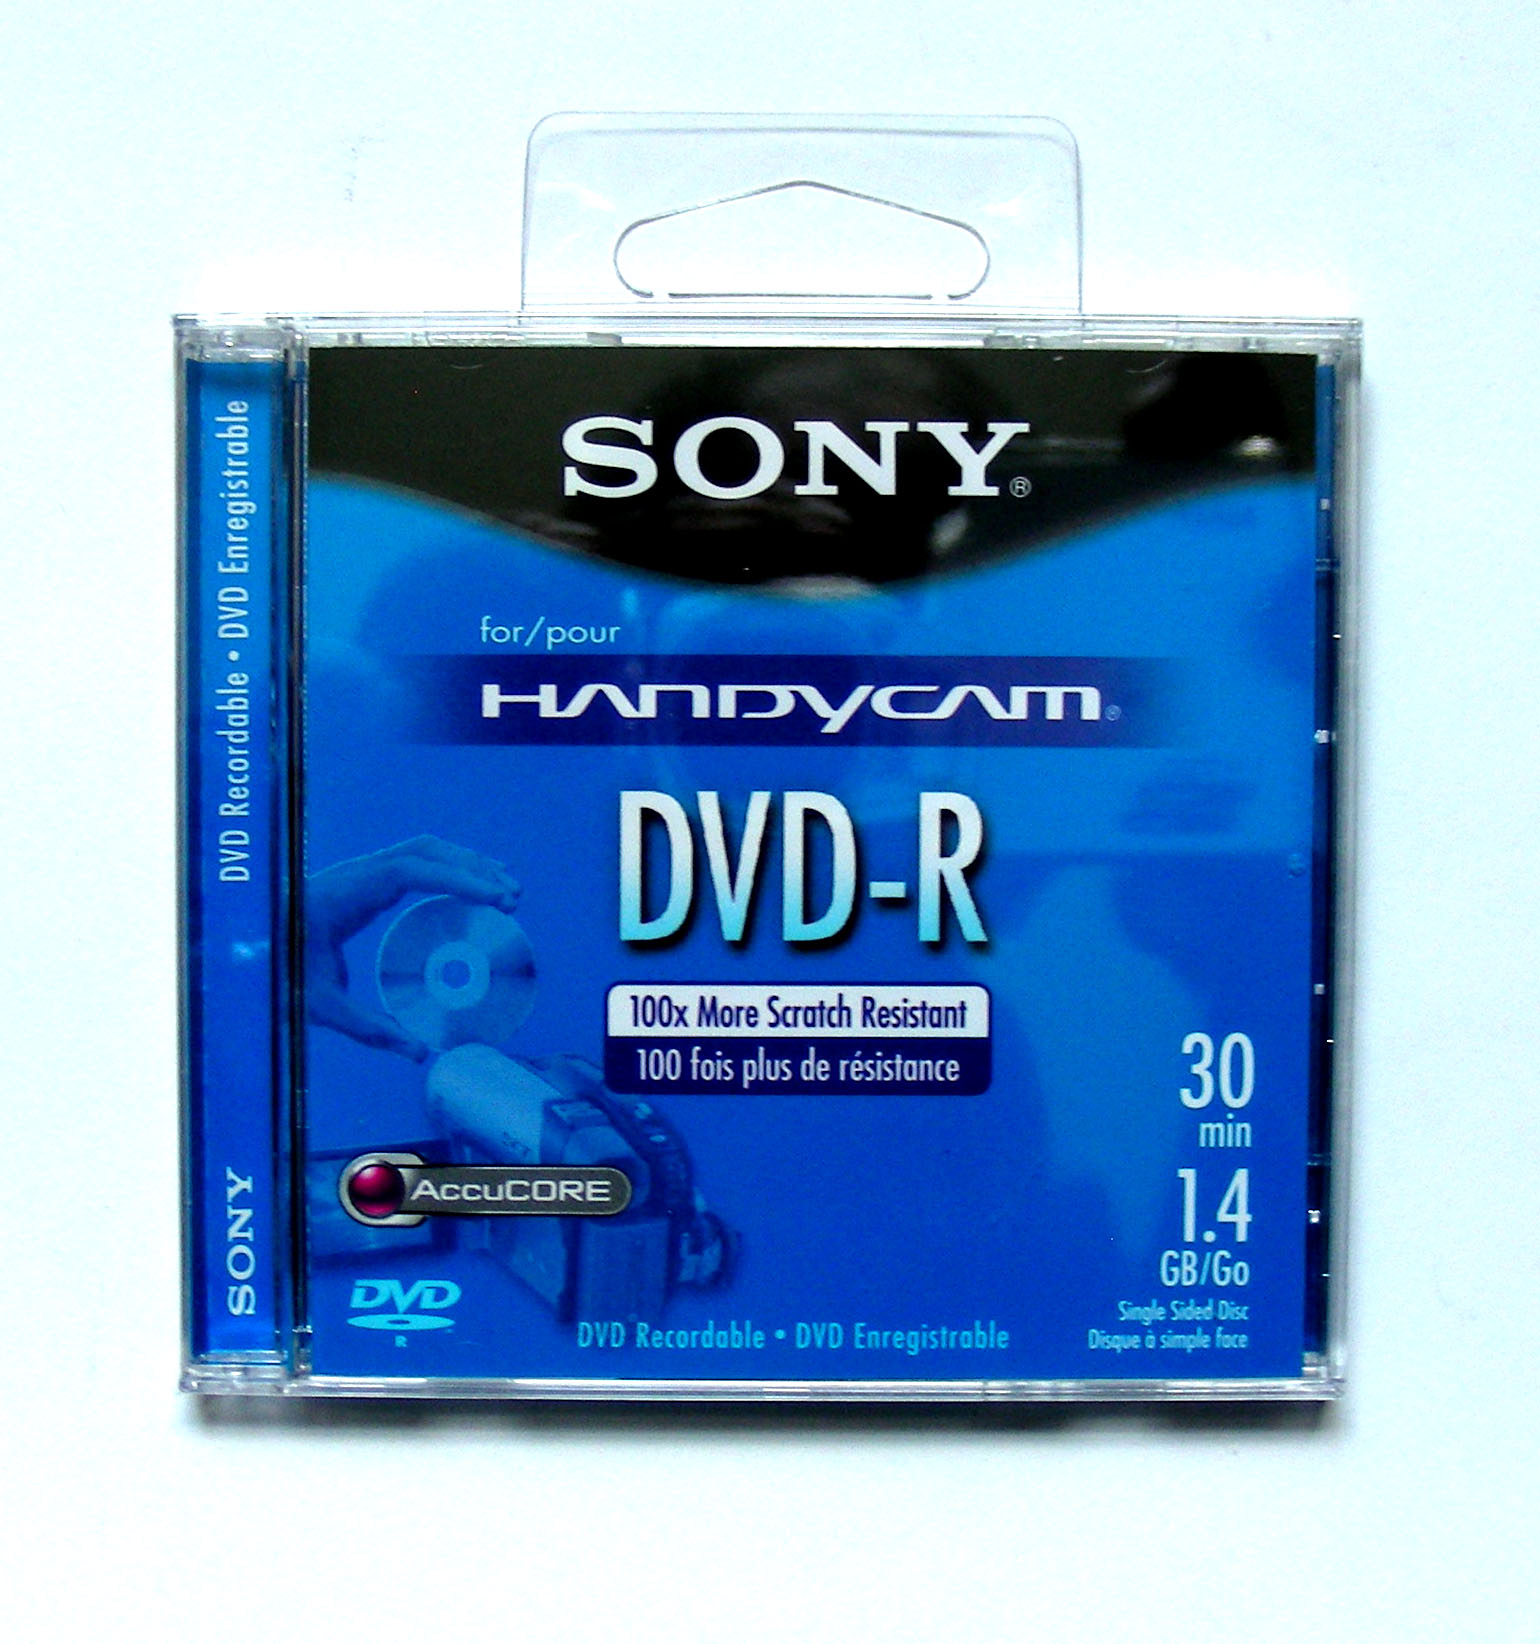 SONY®
for/pour
HANDYCAM®
DVD-R
100x More Scratch Resistant
100 fois plus de résistance
30
min
1.4
GB/Go
Single Sided Disc
Disque à simple face
AccuCORE
DVD
R
DVD Recordable • DVD Enregistrable
SONY
DVD Recordable • DVD Enregistrable